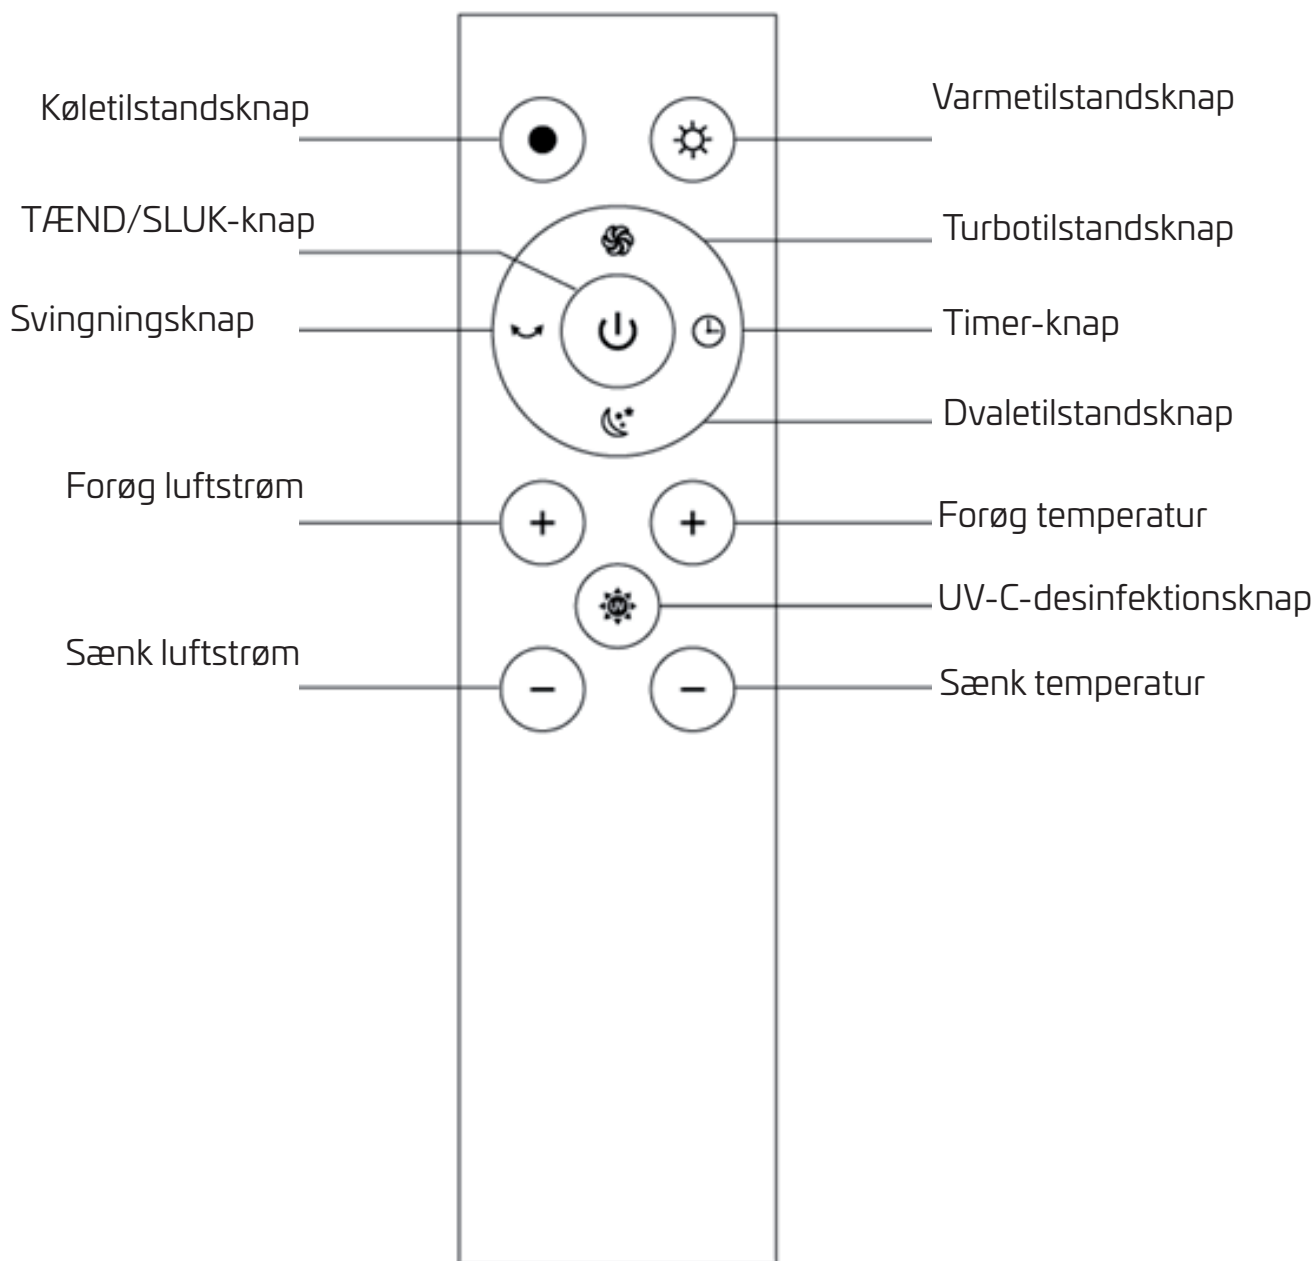 Køletilstandsknap
TÆND/SLUK-knap
Svingningsknap
Forøg luftstrøm
Sænk luftstrøm
Varmetilstandsknap
Turbotilstandsknap
Timer-knap
Dvaletilstandsknap
Forøg temperatur
UV-C-desinfektionsknap
Sænk temperatur
+
+
UV
−
−